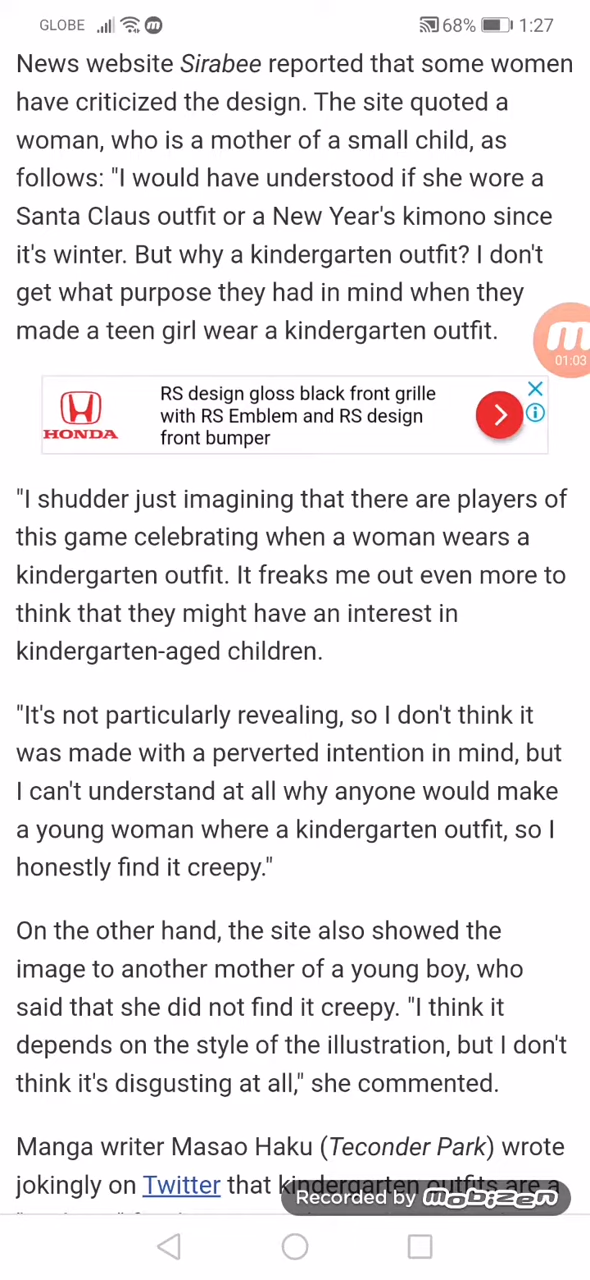 GLOBE 68% 1:27
News website Sirabee reported that some women
have criticized the design. The site quoted a
woman, who is a mother of a small child, as
follows: "I would have understood if she wore a
Santa Claus outfit or a New Year's kimono since
it's winter. But why a kindergarten outfit? I don't
get what purpose they had in mind when they
made a teen girl wear a kindergarten outfit.
01:03
RS design gloss black front grille
with RS Emblem and RS design
front bumper
HONDA
"I shudder just imagining that there are players of
this game celebrating when a woman wears a
kindergarten outfit. It freaks me out even more to
think that they might have an interest in
kindergarten-aged children.
"It's not particularly revealing, so I don't think it
was made with a perverted intention in mind, but
I can't understand at all why anyone would make
a young woman where a kindergarten outfit, so I
honestly find it creepy."
On the other hand, the site also showed the
image to another mother of a young boy, who
said that she did not find it creepy. "I think it
depends on the style of the illustration, but I don't
think it's disgusting at all," she commented.
Manga writer Masao Haku (Teconder Park) wrote
jokingly on Twitter that kindergarten outfits are a
Recorded by mobizen